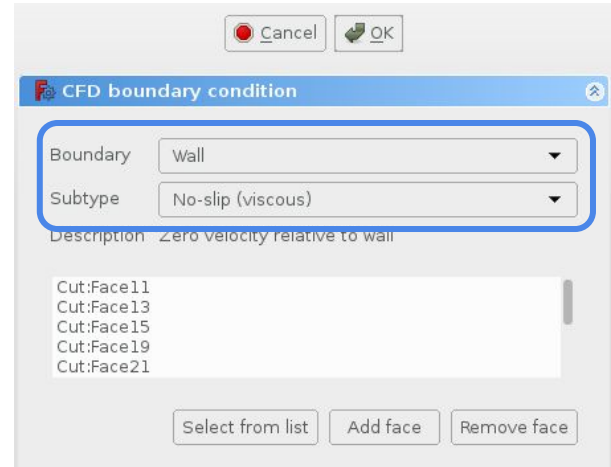 Cancel OK
CFD boundary condition
Boundary Wall
Subtype No-slip (viscous)
Description Zero velocity relative to wall
Cut:Face11
Cut:Face13
Cut:Face15
Cut:Face19
Cut:Face21
Select from list Add face Remove face